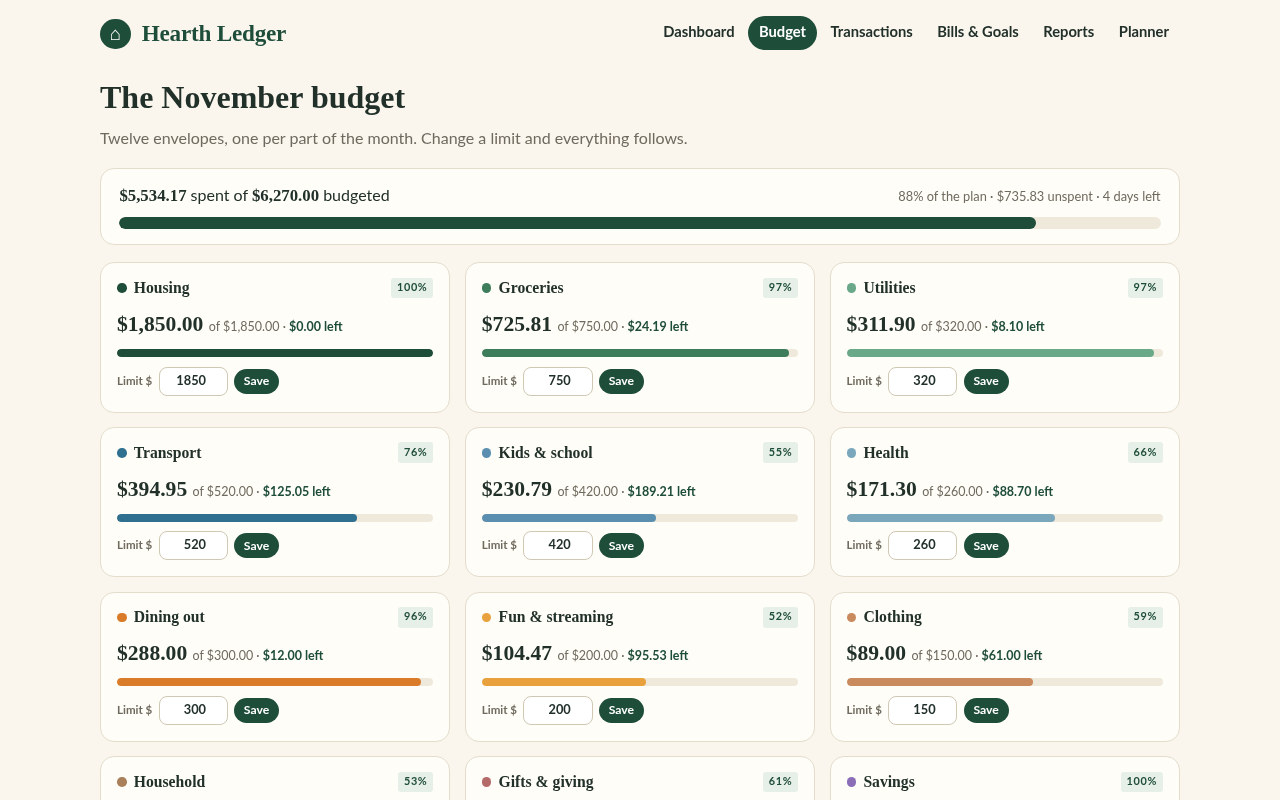 ⌂ Hearth Ledger
Dashboard Budget Transactions Bills & Goals Reports Planner
The November budget
Twelve envelopes, one per part of the month. Change a limit and everything follows.
$5,534.17 spent of $6,270.00 budgeted
88% of the plan · $735.83 unspent · 4 days left
Housing 100%
$1,850.00 of $1,850.00 · $0.00 left
Limit $ 1850 Save
Groceries 97%
$725.81 of $750.00 · $24.19 left
Limit $ 750 Save
Utilities 97%
$311.90 of $320.00 · $8.10 left
Limit $ 320 Save
Transport 76%
$394.95 of $520.00 · $125.05 left
Limit $ 520 Save
Kids & school 55%
$230.79 of $420.00 · $189.21 left
Limit $ 420 Save
Health 66%
$171.30 of $260.00 · $88.70 left
Limit $ 260 Save
Dining out 96%
$288.00 of $300.00 · $12.00 left
Limit $ 300 Save
Fun & streaming 52%
$104.47 of $200.00 · $95.53 left
Limit $ 200 Save
Clothing 59%
$89.00 of $150.00 · $61.00 left
Limit $ 150 Save
Household 53%
Gifts & giving 61%
Savings 100%